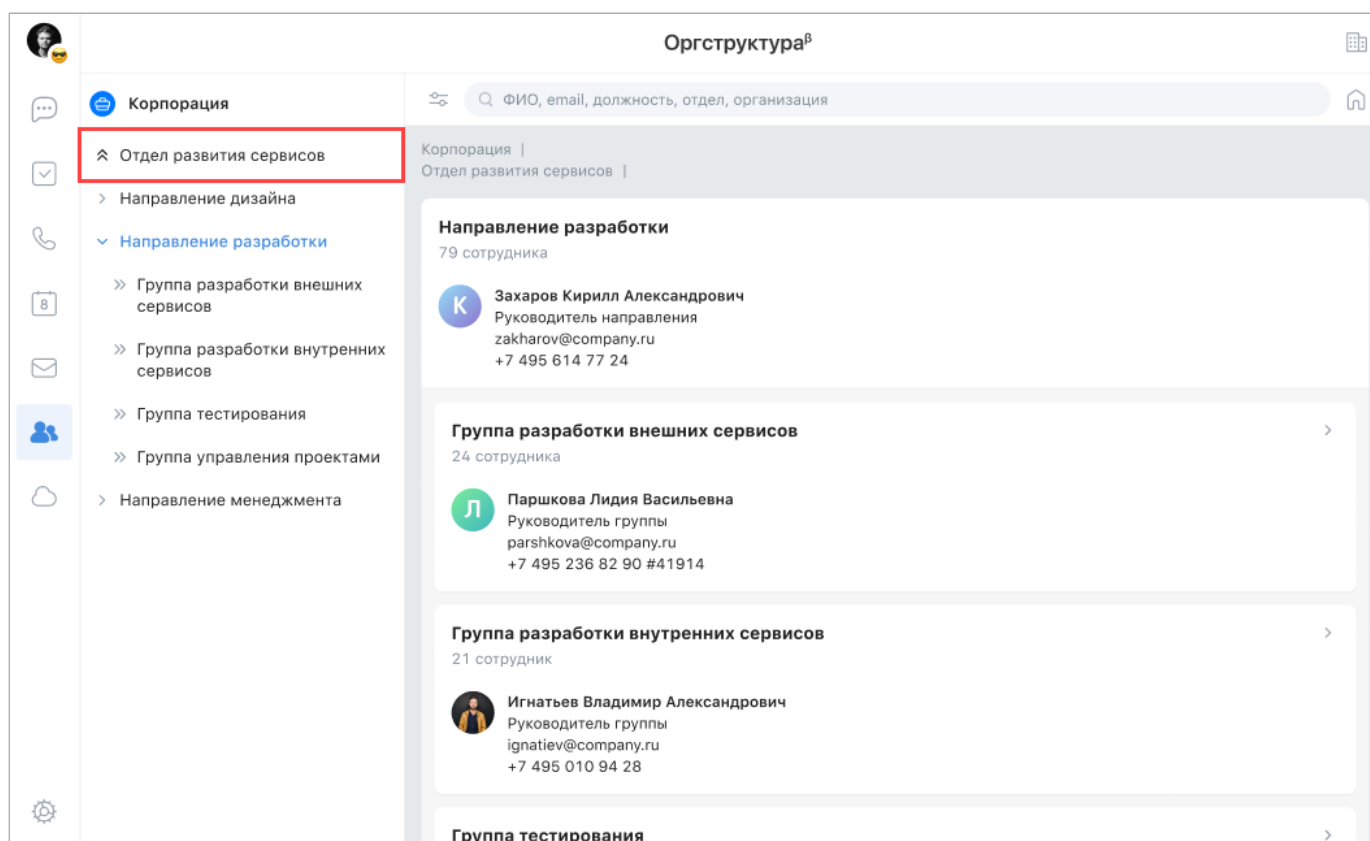 Оргструктураᵝ
Корпорация
Отдел развития сервисов
Направление дизайна
Направление разработки
Группа разработки внешних
сервисов
Группа разработки внутренних
сервисов
Группа тестирования
Группа управления проектами
Направление менеджмента
8
ФИО, email, должность, отдел, организация
Корпорация |
Отдел развития сервисов |
Направление разработки
79 сотрудника
К
Захаров Кирилл Александрович
Руководитель направления
zakharov@company.ru
+7 495 614 77 24
Группа разработки внешних сервисов
24 сотрудника
Л
Паршкова Лидия Васильевна
Руководитель группы
parshkova@company.ru
+7 495 236 82 90 #41914
Группа разработки внутренних сервисов
21 сотрудник
Игнатьев Владимир Александрович
Руководитель группы
ignatiev@company.ru
+7 495 010 94 28
Группа тестирования